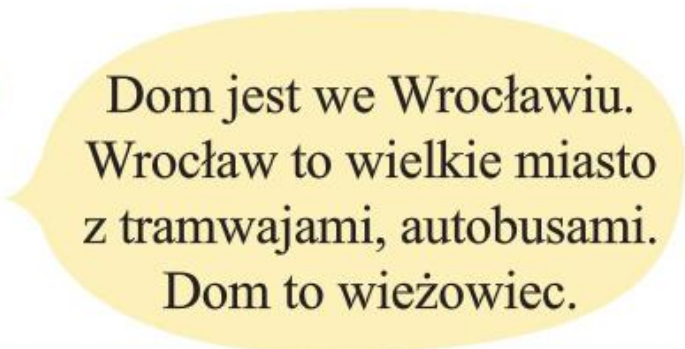 Dom jest we Wrocławiu.
Wrocław to wielkie miasto
z tramwajami, autobusami.
Dom to wieżowiec.